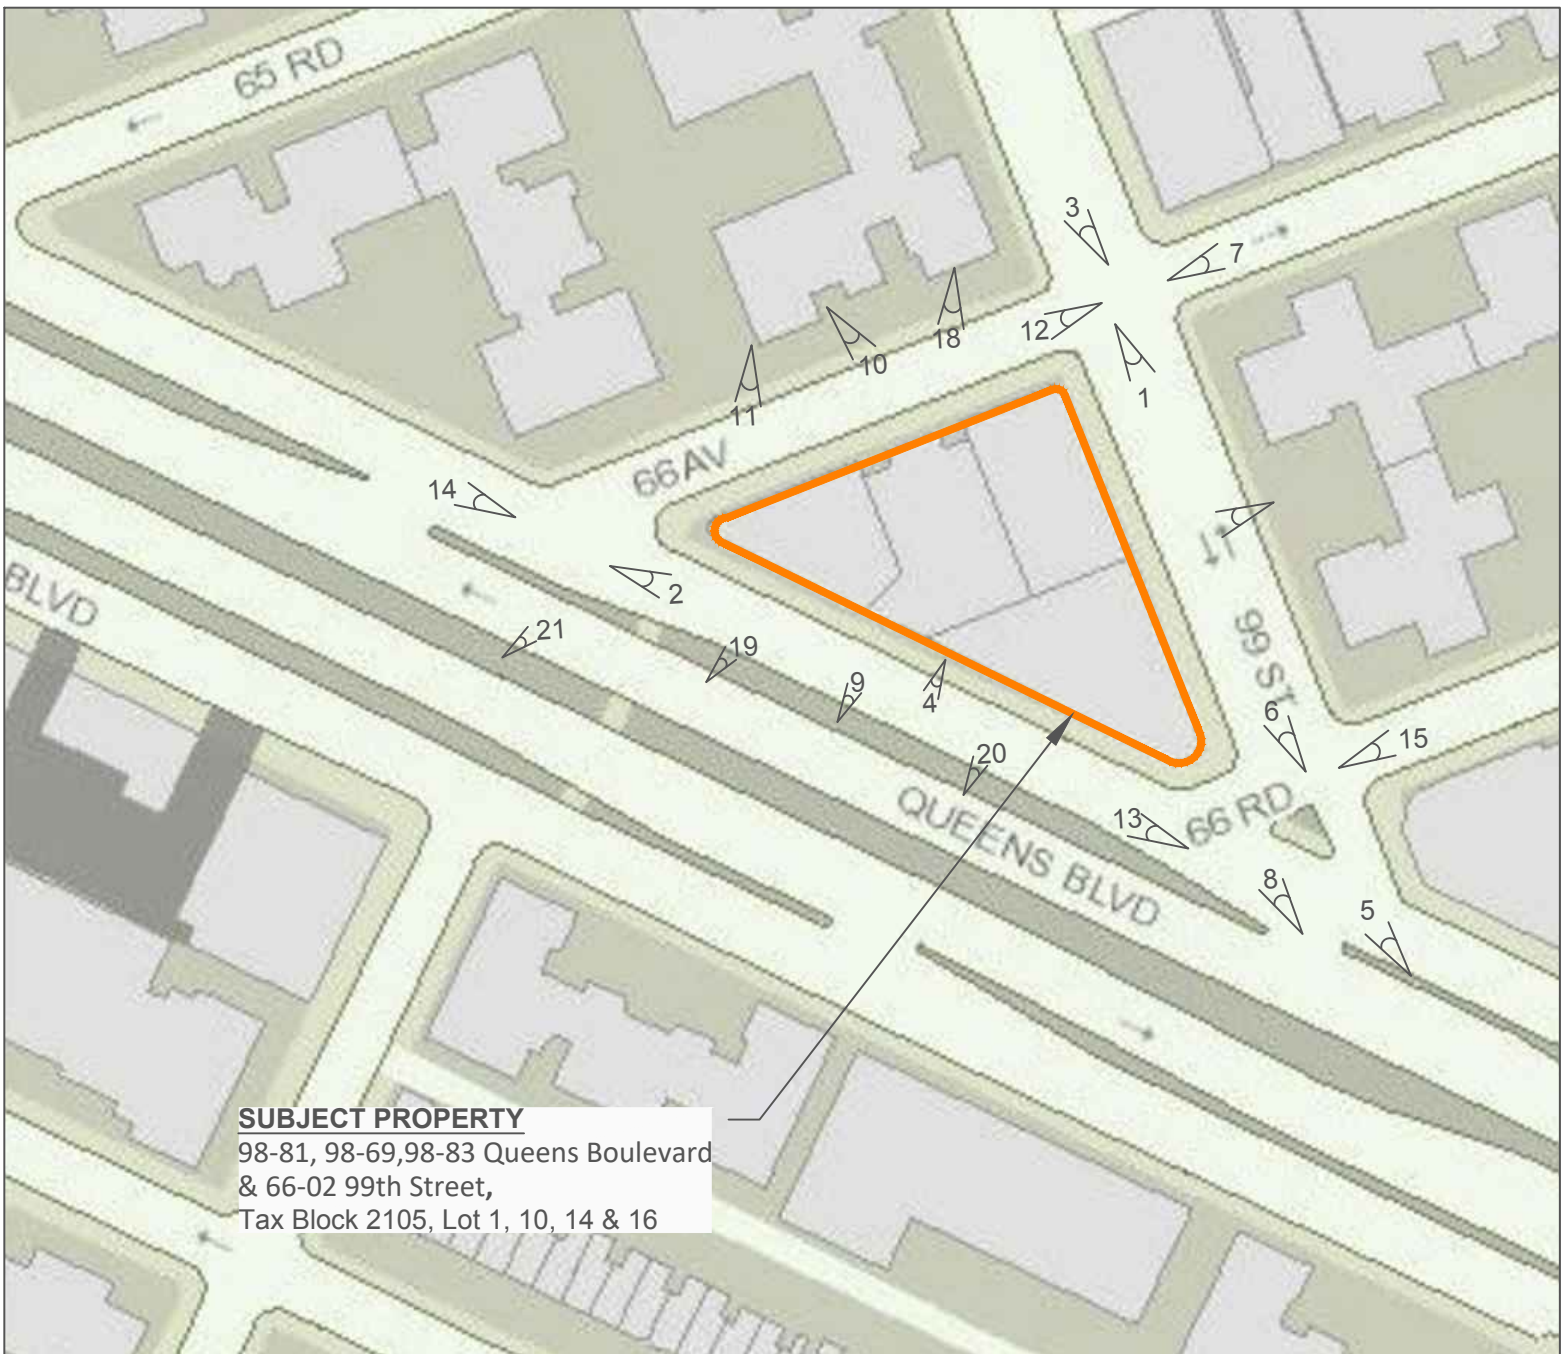 65 RD
3
7
12
18
10
1
11
66 AV
14
BLVD
2
21
19
9
4
99 ST
6
15
20
QUEENS BLVD
13
66 RD
8
5
SUBJECT PROPERTY
98-81, 98-69,98-83 Queens Boulevard
& 66-02 99th Street,
Tax Block 2105, Lot 1, 10, 14 & 16